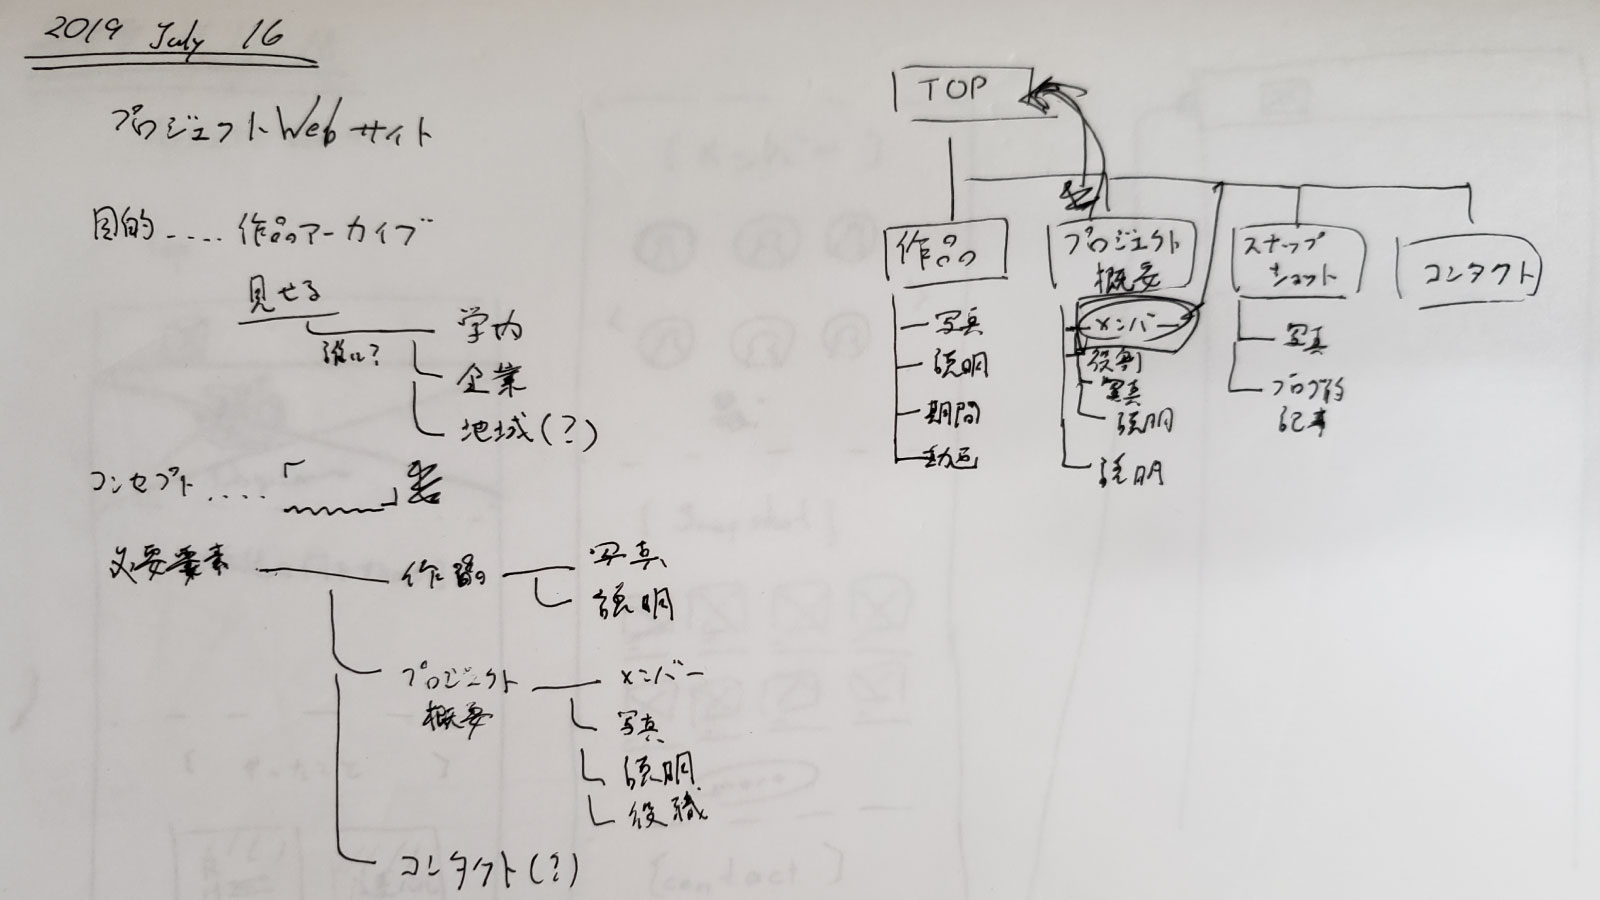 2019 July 16
プロジェクトWebサイト
目的....作品のアーカイブ
見せる
誰に?
学内
企業
地域(?)
コンセプト....「 」
必要要素
作品
写真
説明
プロジェクト
概要
メンバー
写真
説明
役職
コンタクト(?)
TOP
作品
写真
説明
期間
動画
プロジェクト
概要
メンバー
役割
写真
説明
説明
スナップ
ショット
写真
ブログ的
記事
コンタクト